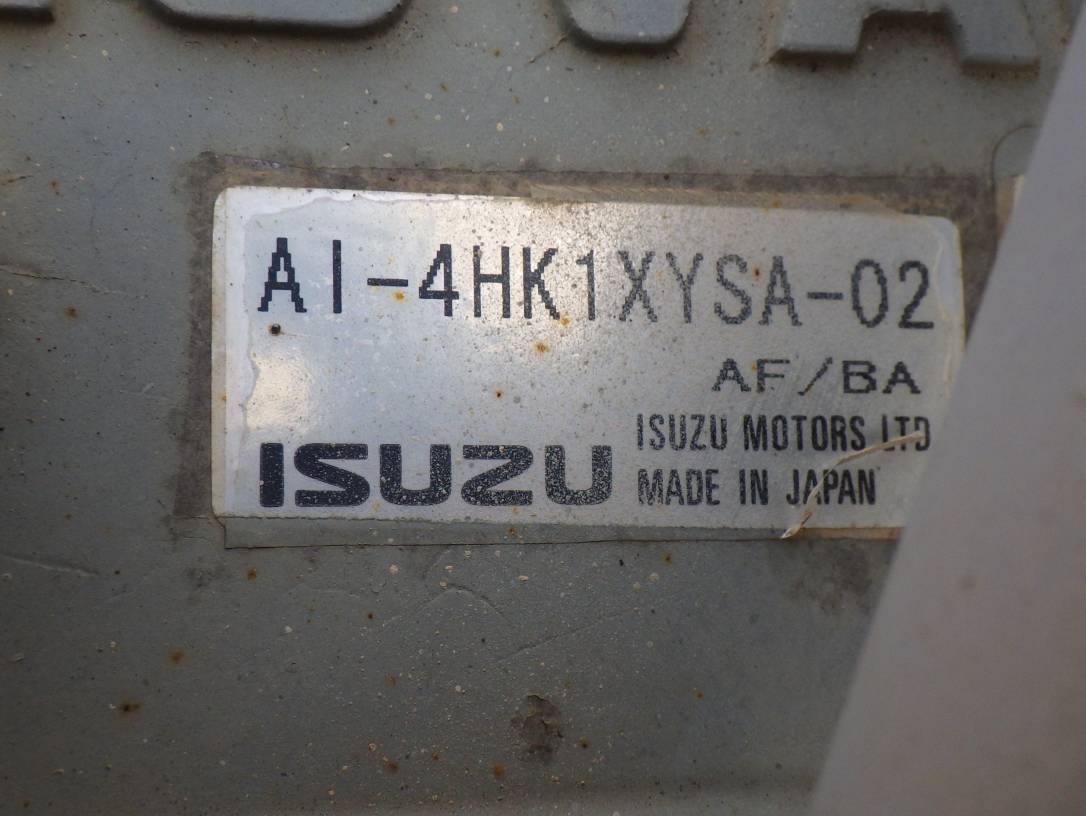 AI-4HK1XYSA-02
AF/BA
ISUZU
ISUZU MOTORS LTD
MADE IN JAPAN